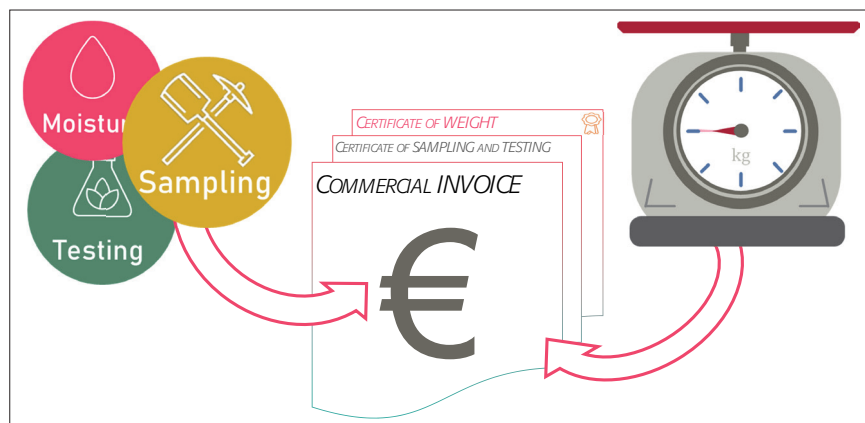 Moistur
Sampling
Testing
CERTIFICATE OF WEIGHT
CERTIFICATE OF SAMPLING AND TESTING
COMMERCIAL INVOICE
€
kg